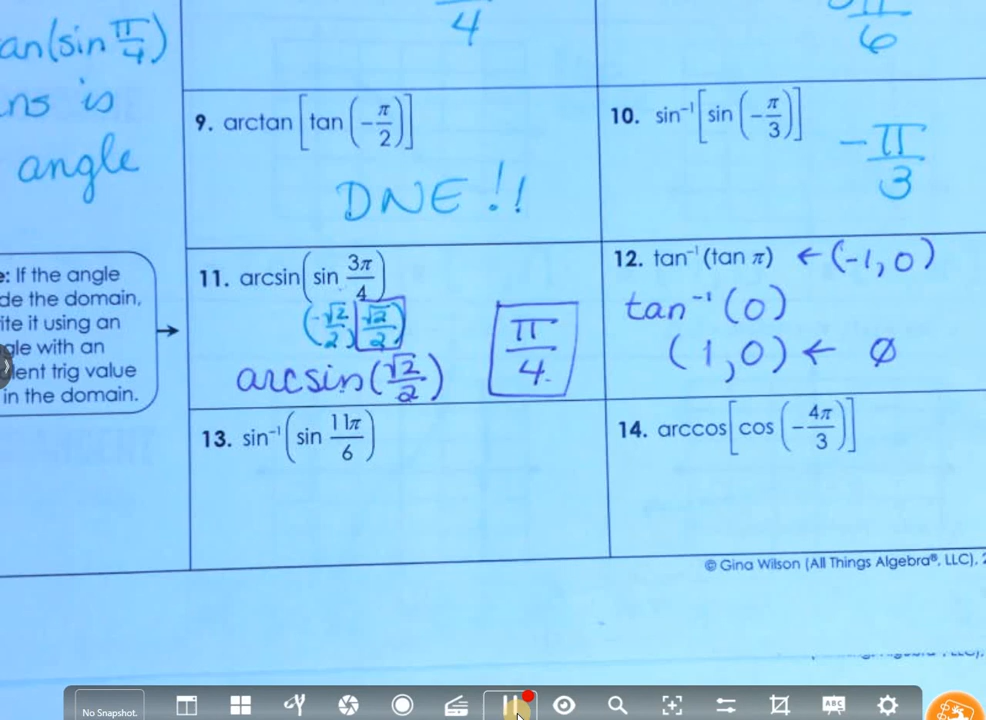 an(sin π/4)
ns is
angle
4
6
9. arctan [tan (-π/2)]
DNE!!
10. sin⁻¹ [sin (-π/3)]
-π/3
e: If the angle
de the domain,
ite it using an
gle with an
lent trig value
in the domain.
11. arcsin(sin 3π/4)
(-√2/2, √2/2)
arcsin(√2/2)
π/4
12. tan⁻¹ (tan π) ← (-1, 0)
tan⁻¹ (0)
(1, 0) ← 0
13. sin⁻¹ (sin 11π/6)
14. arccos[cos (-4π/3)]
© Gina Wilson (All Things Algebra®, LLC), 2
No Snapshot.
ABC